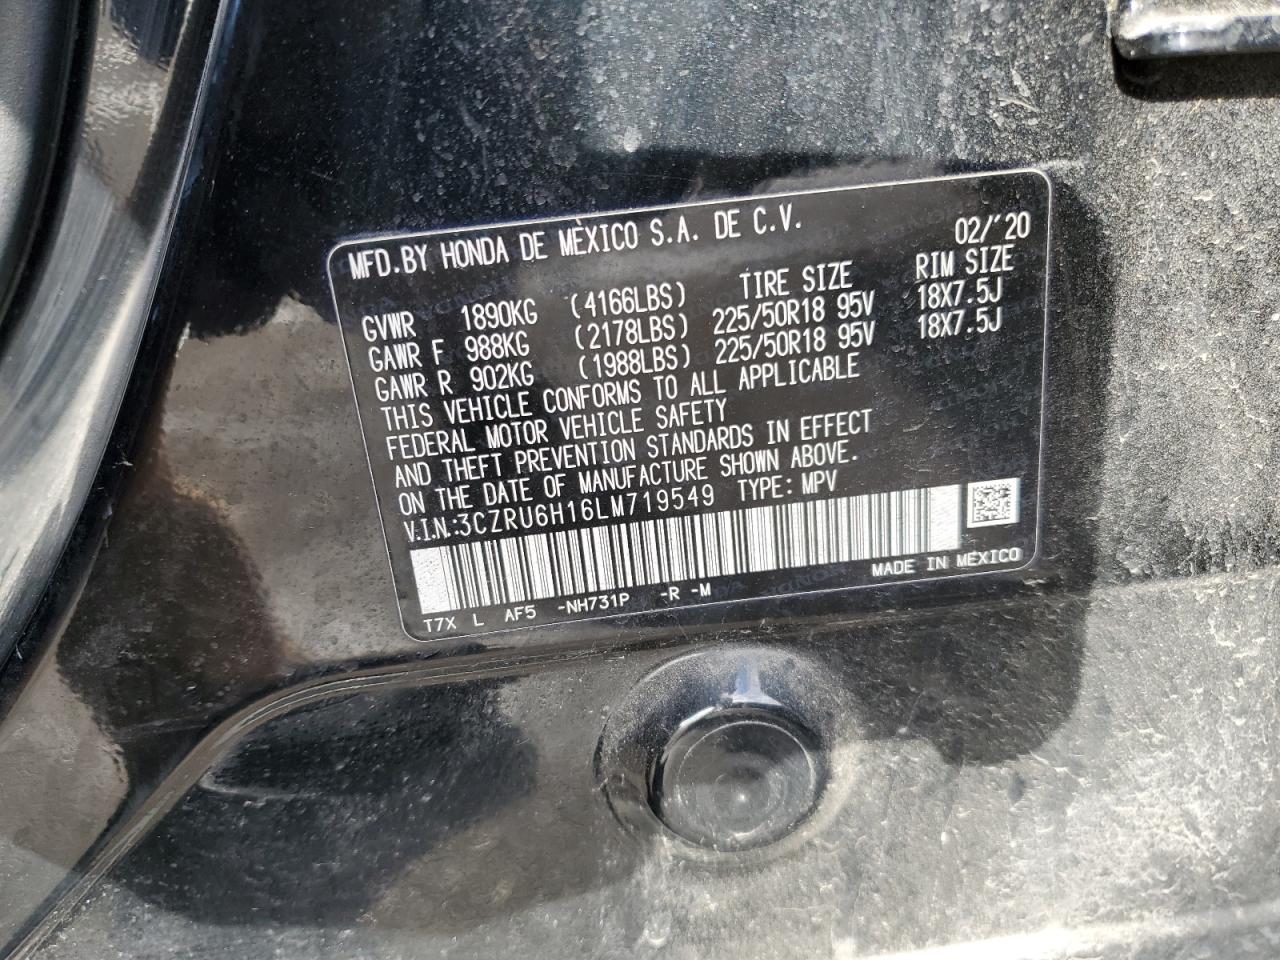 MFD.BY HONDA DE MEXICO S.A. DE C.V. 02/'20
TIRE SIZE RIM SIZE
GVWR 1890KG (4166LBS)
GAWR F 988KG (2178LBS) 225/50R18 95V 18X7.5J
GAWR R 902KG (1988LBS) 225/50R18 95V 18X7.5J
THIS VEHICLE CONFORMS TO ALL APPLICABLE
FEDERAL MOTOR VEHICLE SAFETY
AND THEFT PREVENTION STANDARDS IN EFFECT
ON THE DATE OF MANUFACTURE SHOWN ABOVE.
V.I.N.:3CZRU6H16LM719549 TYPE: MPV
MADE IN MEXICO
T7X L AF5 -NH731P -R -M